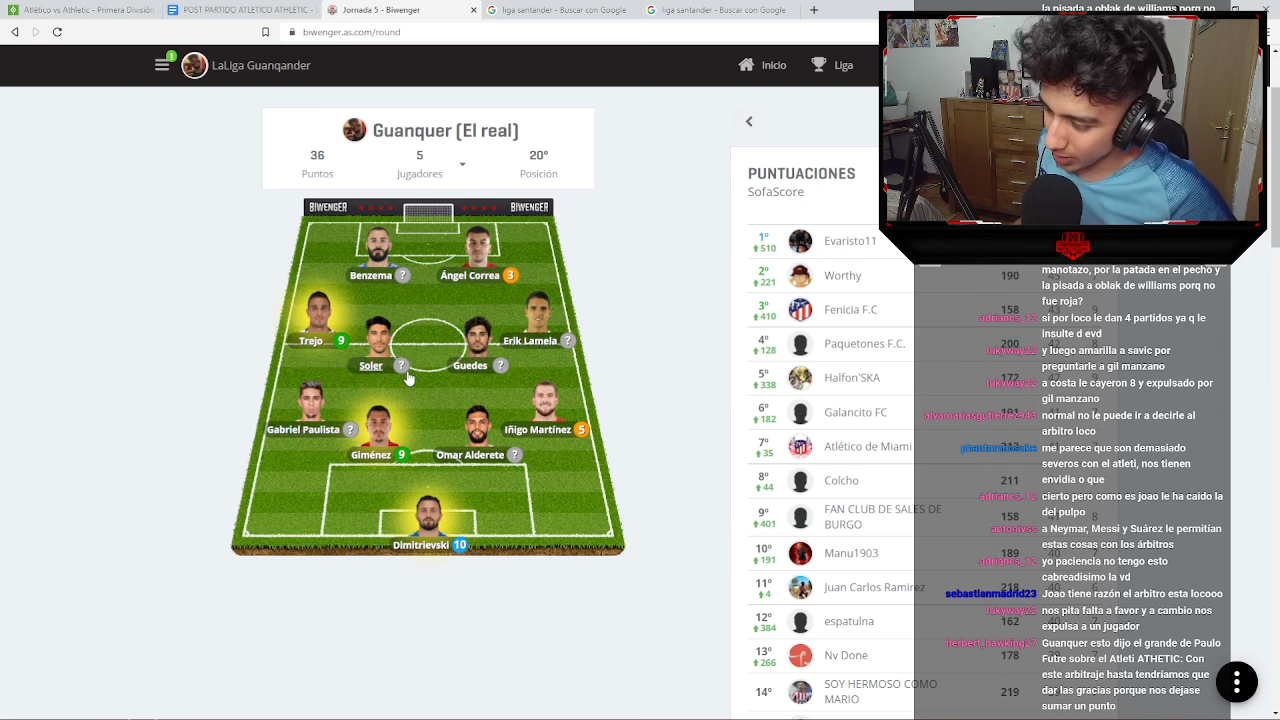 Atleti vs Athletic - Primera División
POST PARTIDO ATLETICO ATHLETIC -
Jornada 5 - Biwenger
liga santander - Buscar con Google
liga santander - Buscar con Google
biwenger.as.com/round
1
LaLIga Guanqander
Inicio
Liga
Guanquer (El real)
36
5
20º
Puntos
Jugadores
Posición
BIWENGER
BIWENGER
Benzema ?
Ángel Correa 3
Trejo 9
Erik Lamela ?
Soler ?
Guedes ?
Gabriel Paulista ?
Iñigo Martínez 5
Giménez 9
Omar Alderete ?
Dimitrievski 10
PUNTUACIONES
SofaScore
1º
510
Evaristo11
2º
221
Worthy
190
3º
410
Fenicia F.C
158
4º
128
Paquetones F.C.
200
5º
338
Halfon'SKA
172
6º
182
Galancito FC
7º
35
Atlético de Miami
8º
44
Colcho
211
9º
401
FAN CLUB DE SALES DE
BURGO
158
10º
191
Manu1903
189
11º
4
Juan Carlos Ramirez
218
12º
384
espatulna
162
13º
266
Nv Done
178
14º
SOY HERMOSO COMO
MARIO
219
la pisada a oblak de williams porq no
manotazo, por la patada en el pecho y
la pisada a oblak de williams porq no
fue roja?
adriancs_12 si por loco le dan 4 partidos ya q le
insulte d evd
lukyway22 y luego amarilla a savic por
preguntarle a gil manzano
lukyway22 a costa le cayeron 8 y expulsado por
gil manzano
normal no le puede ir a decirle al
arbitro loco
me parece que son demasiado
severos con el atleti, nos tienen
envidia o que
adriancs_12 cierto pero como es joao le ha caido la
del pulpo
a Neymar, Messi y Suárez le permitían
estas cosas con los árbitros
adriancs_12 yo paciencia no tengo esto
cabreadisimo la vd
sebastianmadrid23 Joao tiene razón el arbitro esta locooo
lukyway22 nos pita falta a favor y a cambio nos
expulsa a un jugador
herbert_hawking27 Guanquer esto dijo el grande de Paulo
Futre sobre el Atleti ATHETIC: Con
este arbitraje hasta tendríamos que
dar las gracias porque nos dejase
sumar un punto